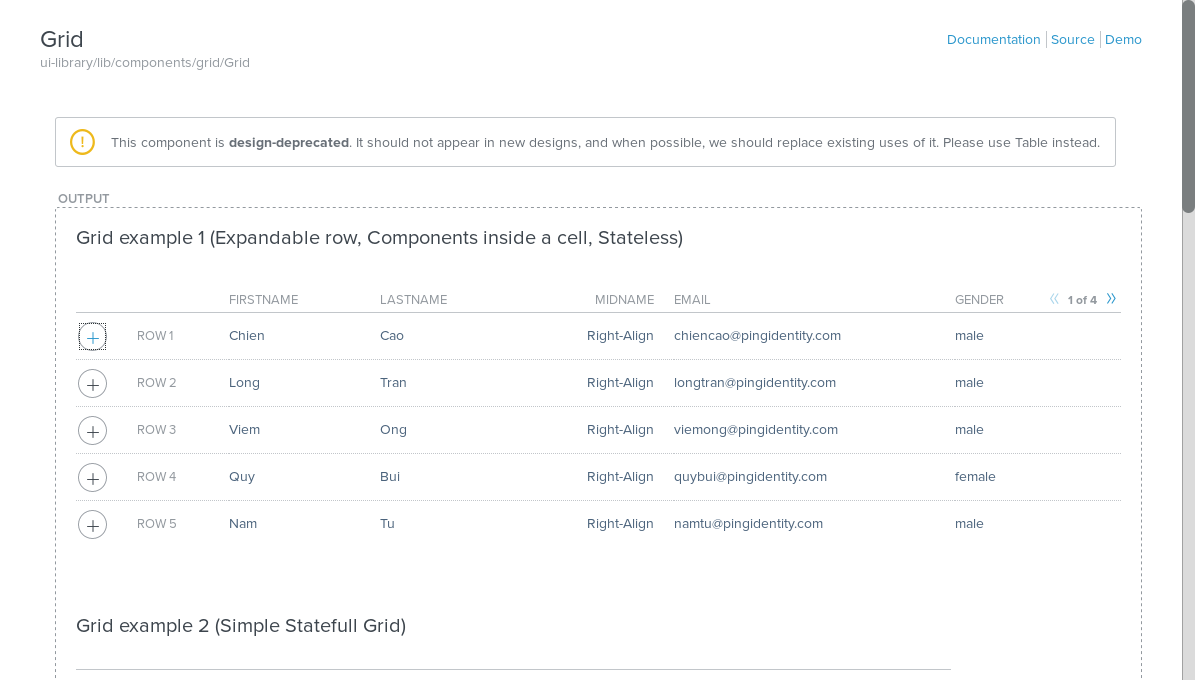 Grid
Documentation Source Demo
ui-library/lib/components/grid/Grid
This component is design-deprecated. It should not appear in new designs, and when possible, we should replace existing uses of it. Please use Table instead.
OUTPUT
Grid example 1 (Expandable row, Components inside a cell, Stateless)
FIRSTNAME LASTNAME MIDNAME EMAIL GENDER 1 of 4
ROW 1 Chien Cao Right-Align chiencao@pingidentity.com male
ROW 2 Long Tran Right-Align longtran@pingidentity.com male
ROW 3 Viem Ong Right-Align viemong@pingidentity.com male
ROW 4 Quy Bui Right-Align quybui@pingidentity.com female
ROW 5 Nam Tu Right-Align namtu@pingidentity.com male
Grid example 2 (Simple Statefull Grid)